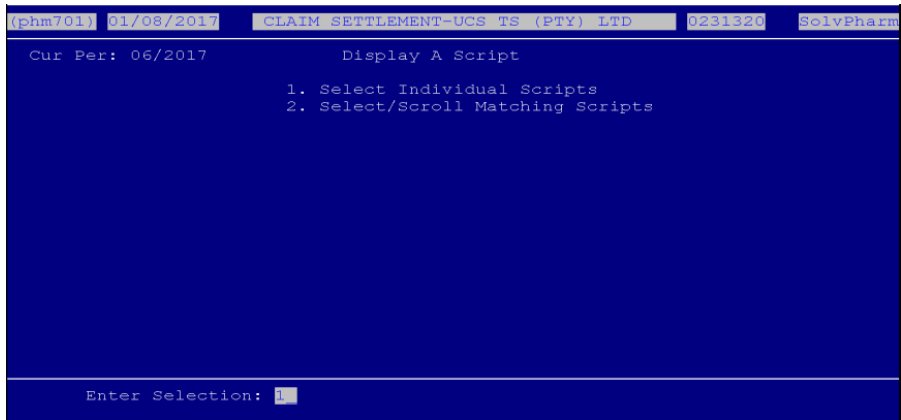 (phm701) 01/08/2017 CLAIM SETTLEMENT-UCS TS (PTY) LTD 0231320 SolvPharm
Cur Per: 06/2017 Display A Script
1. Select Individual Scripts
2. Select/Scroll Matching Scripts
Enter Selection: 1_